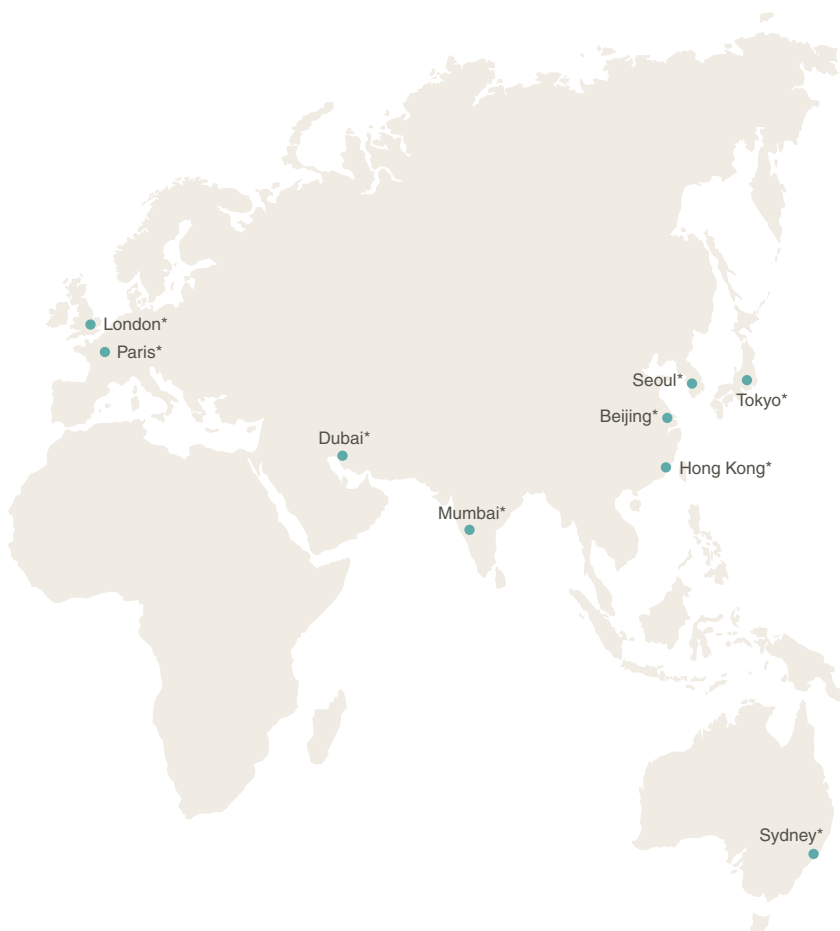 London*
Paris*
Seoul*
Tokyo*
Beijing*
Dubai*
Hong Kong*
Mumbai*
Sydney*